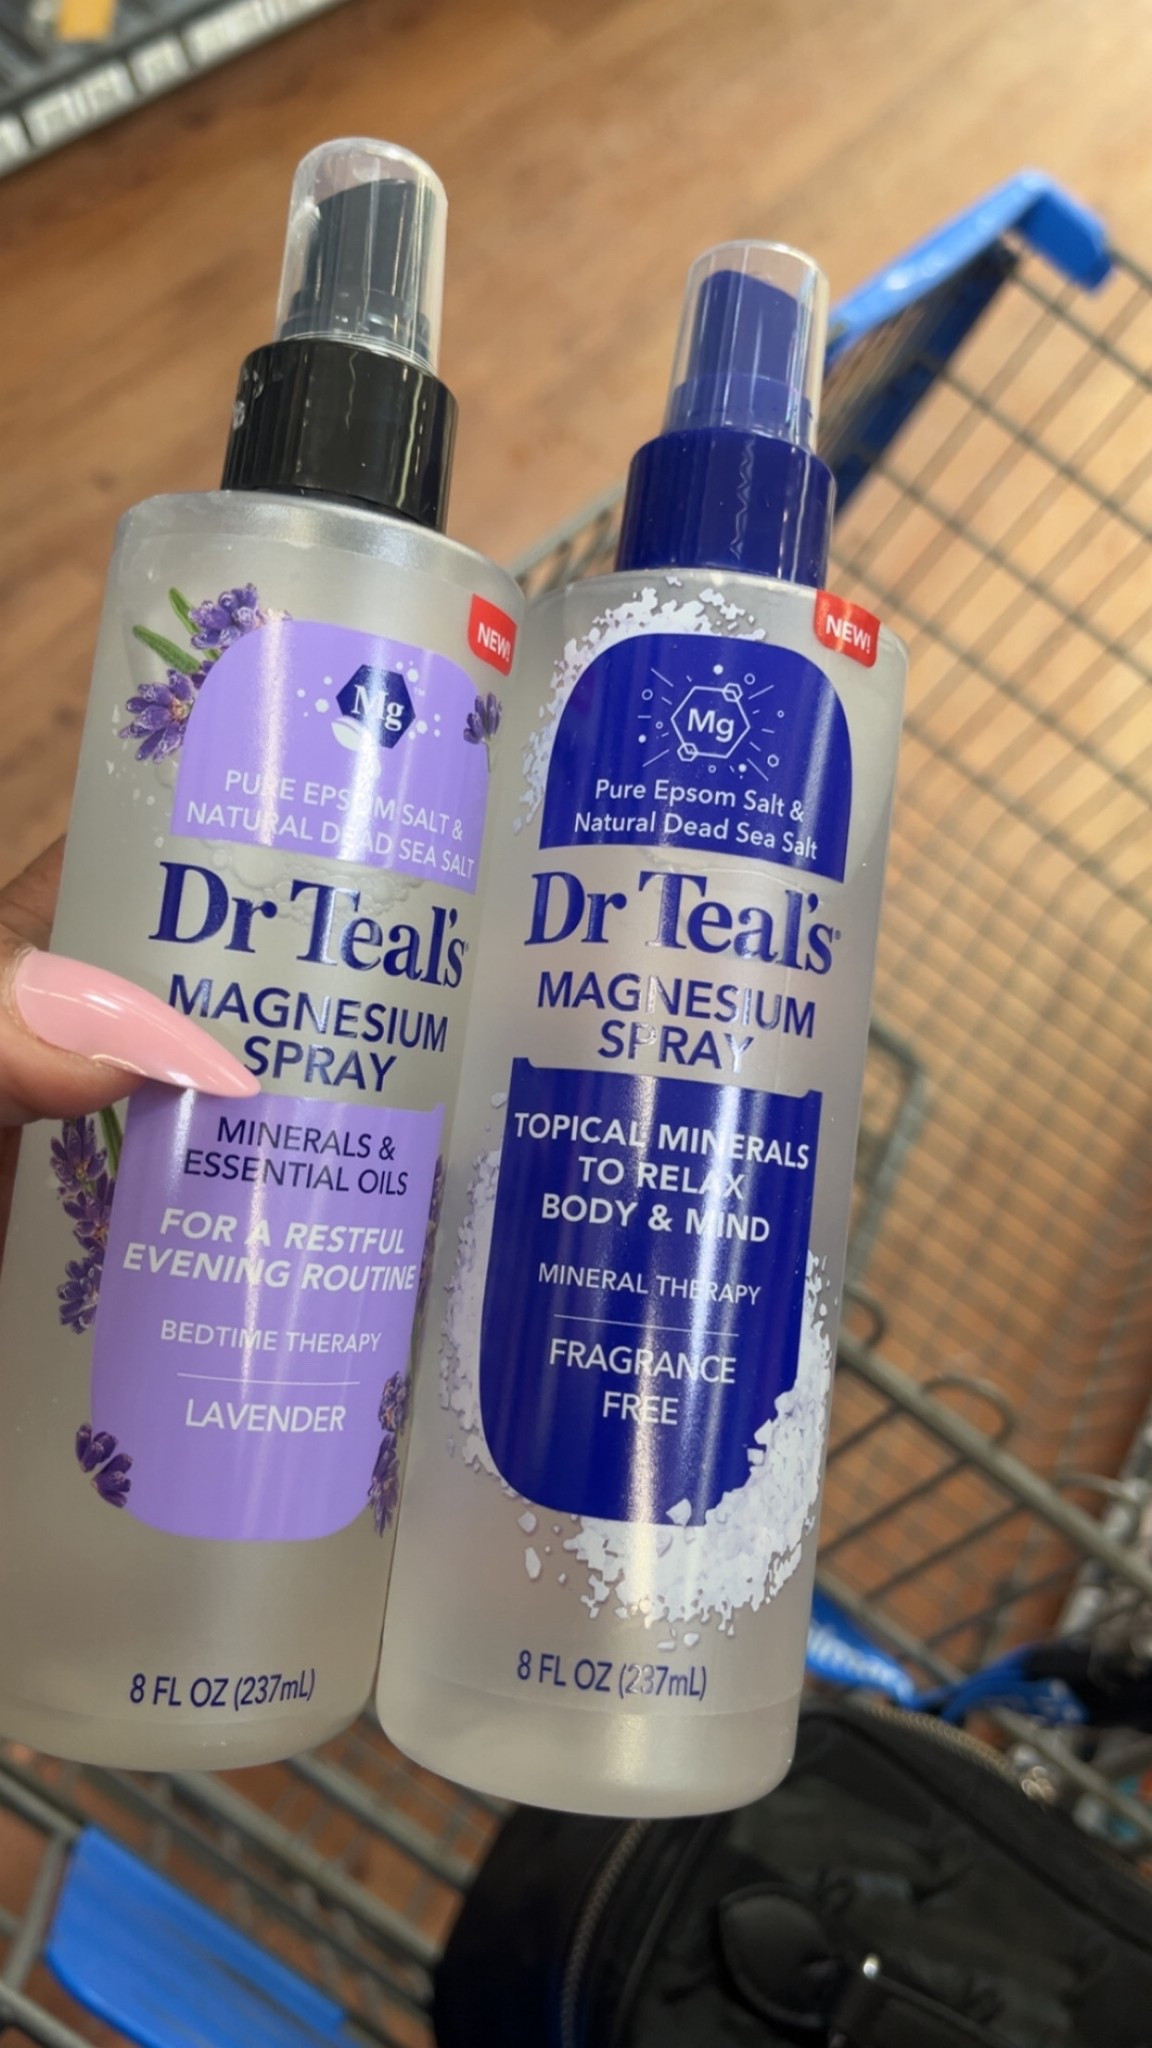 NEW!
Mg™
PURE EPSOM SALT &
NATURAL DEAD SEA SALT
Dr Teal's
MAGNESIUM
SPRAY
MINERALS &
ESSENTIAL OILS
FOR A RESTFUL
EVENING ROUTINE
BEDTIME THERAPY
LAVENDER
8 FL OZ (237mL)
NEW!
Mg
Pure Epsom Salt &
Natural Dead Sea Salt
Dr Teal's®
MAGNESIUM
SPRAY
TOPICAL MINERALS
TO RELAX
BODY & MIND
MINERAL THERAPY
FRAGRANCE
FREE
8 FL OZ (237mL)